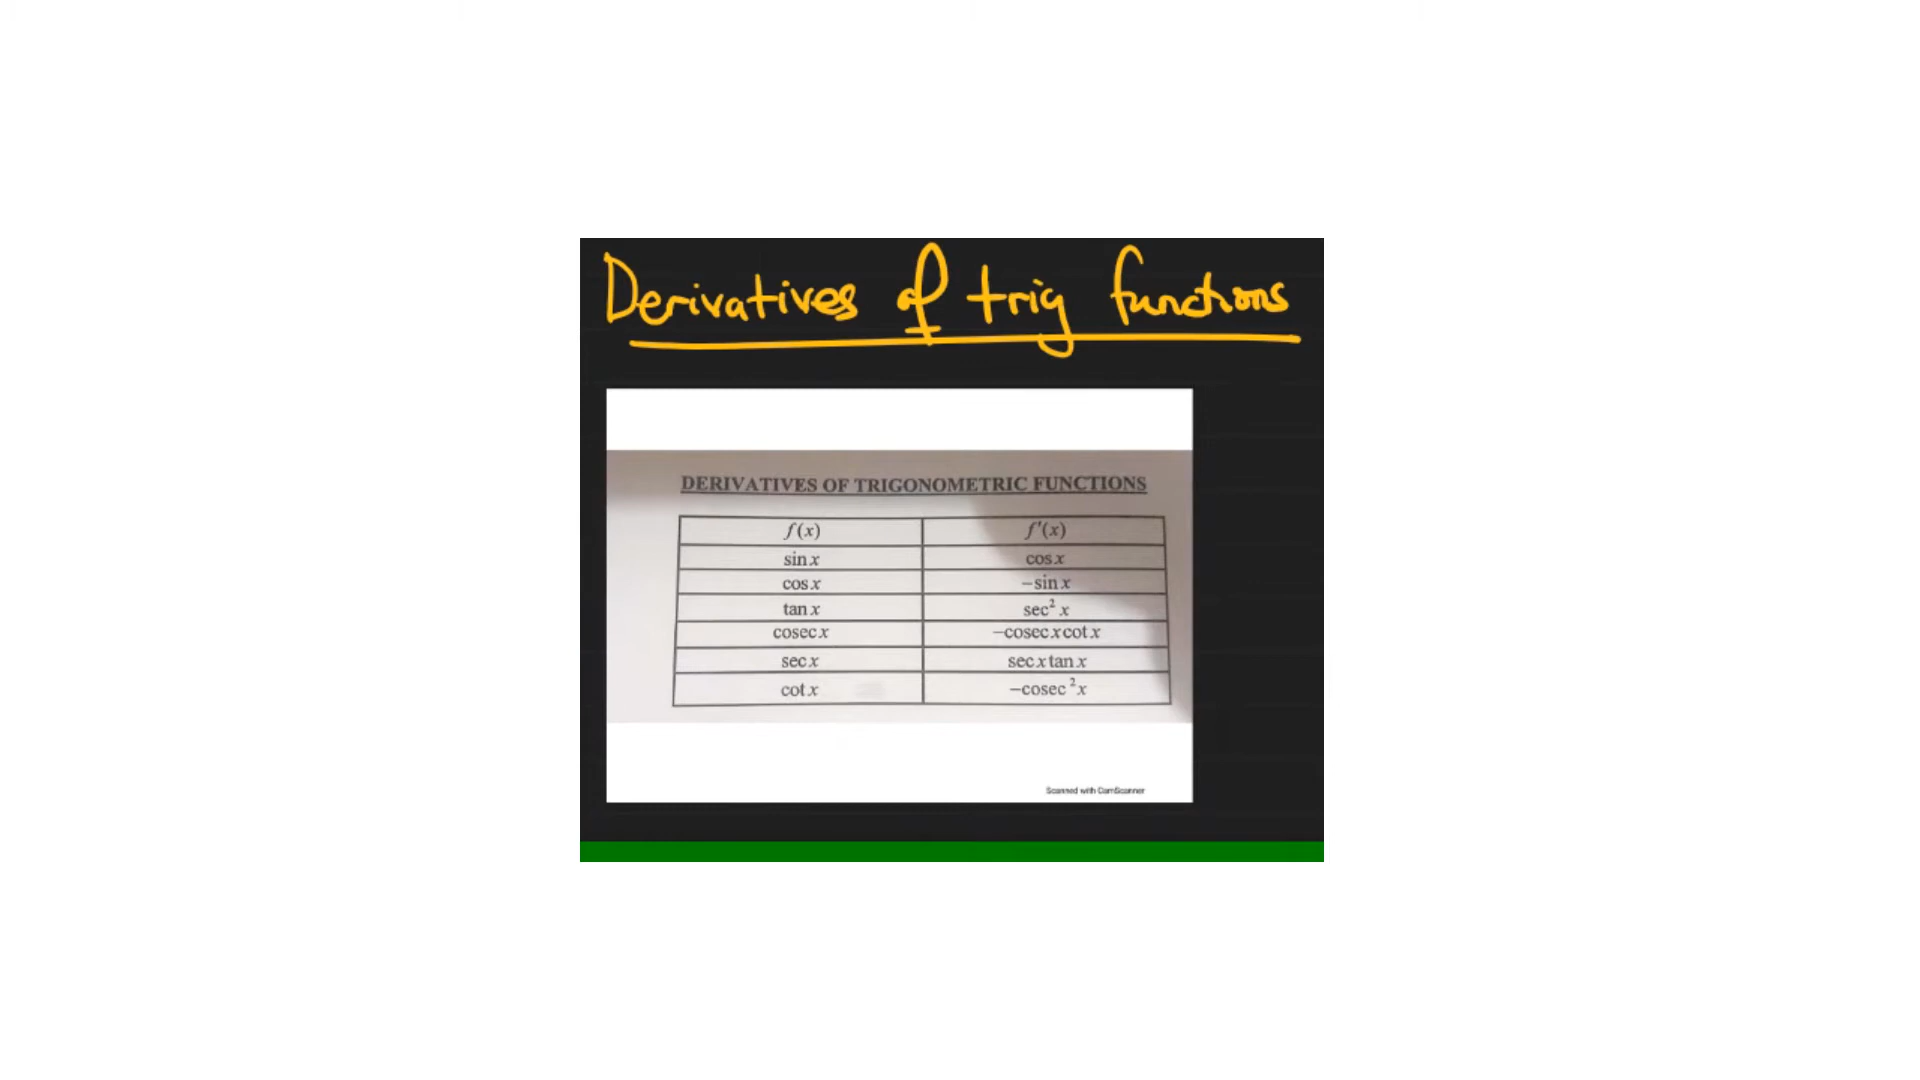 Derivatives of trig functions
DERIVATIVES OF TRIGONOMETRIC FUNCTIONS
f(x) f'(x)
sin x cos x
cos x −sin x
tan x sec² x
cosec x −cosec x cot x
sec x sec x tan x
cot x −cosec² x
Scanned with CamScanner